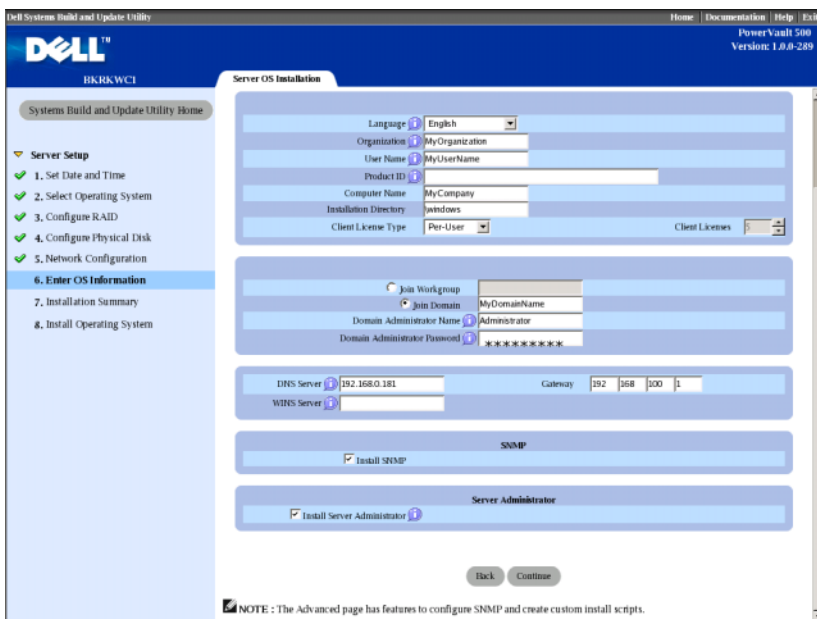 Dell Systems Build and Update Utility
Home Documentation Help Exit
DELL™
PowerVault 500
Version: 1.0.0-289
BKRKWC1
Server OS Installation
Systems Build and Update Utility Home
Server Setup
1. Set Date and Time
2. Select Operating System
3. Configure RAID
4. Configure Physical Disk
5. Network Configuration
6. Enter OS Information
7. Installation Summary
8. Install Operating System
Language English
Organization MyOrganization
User Name MyUserName
Product ID
Computer Name MyCompany
Installation Directory \windows
Client License Type Per-User Client Licenses 5
Join Workgroup
Join Domain MyDomainName
Domain Administrator Name Administrator
Domain Administrator Password *********
DNS Server 192.168.0.181 Gateway 192 168 100 1
WINS Server
SNMP
Install SNMP
Server Administrator
Install Server Administrator
Back Continue
NOTE : The Advanced page has features to configure SNMP and create custom install scripts.